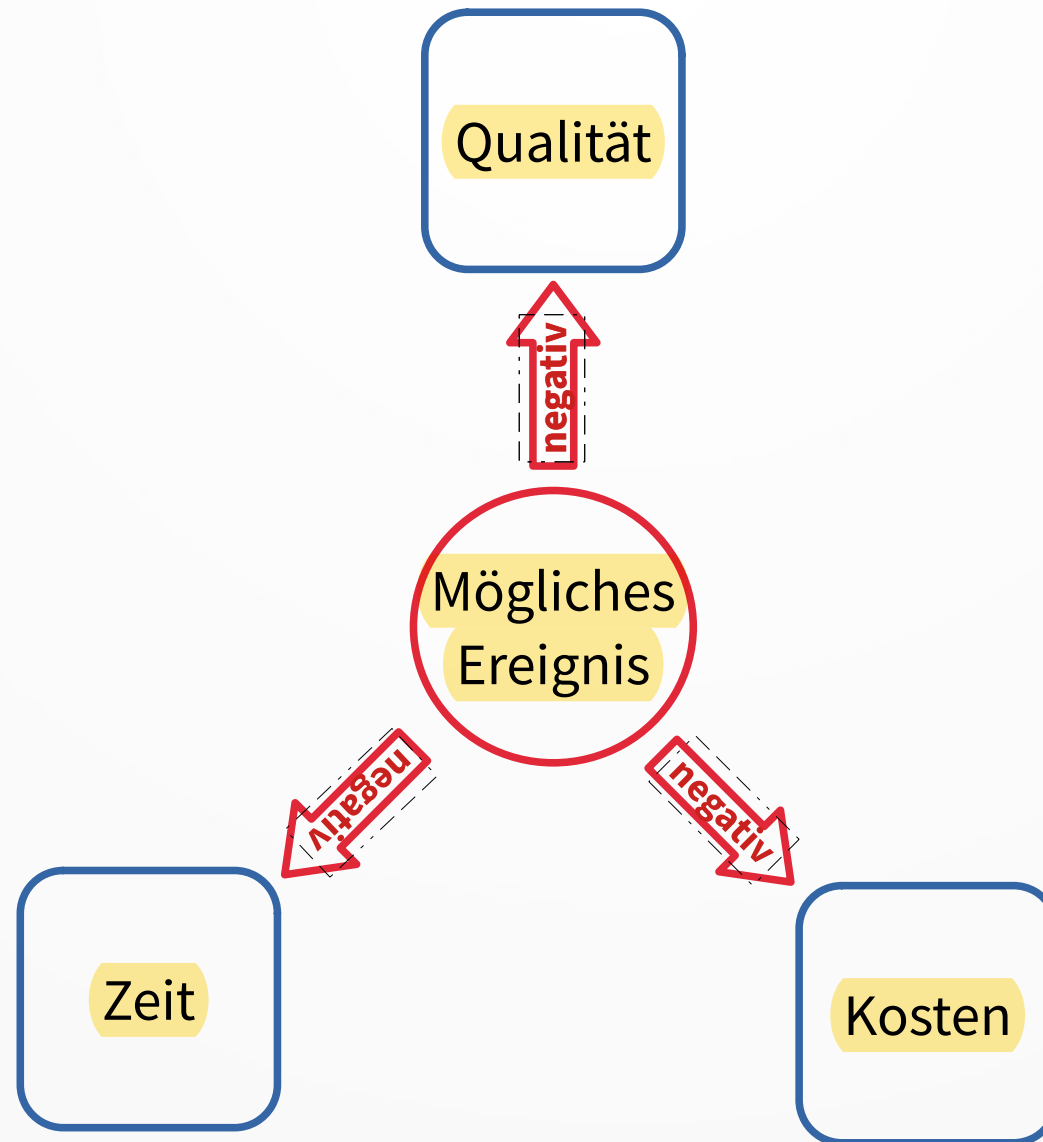 Qualität
negativ
Mögliches
Ereignis
negativ
negativ
Zeit
Kosten